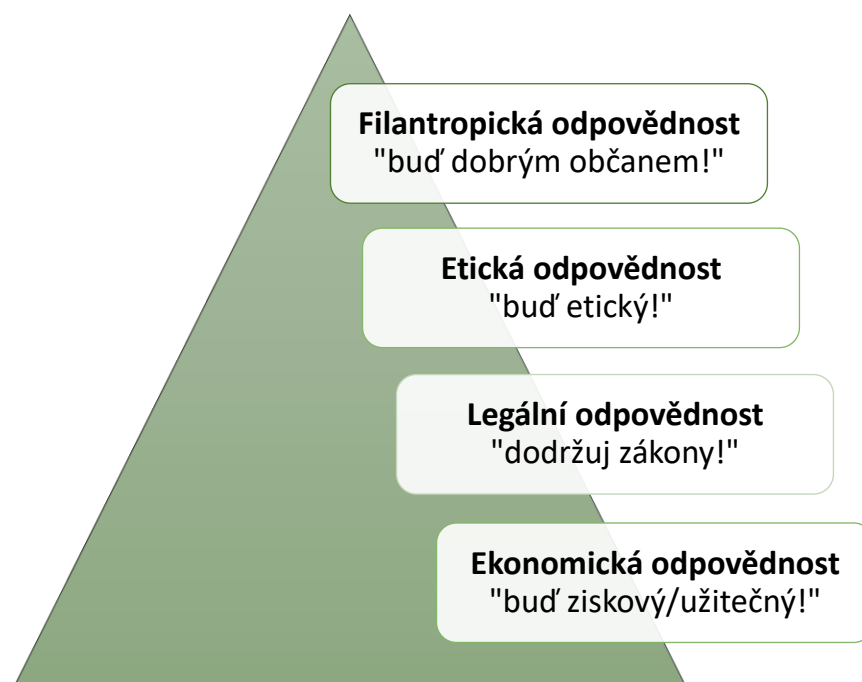 Filantropická odpovědnost
"buď dobrým občanem!"
Etická odpovědnost
"buď etický!"
Legální odpovědnost
"dodržuj zákony!"
Ekonomická odpovědnost
"buď ziskový/užitečný!"